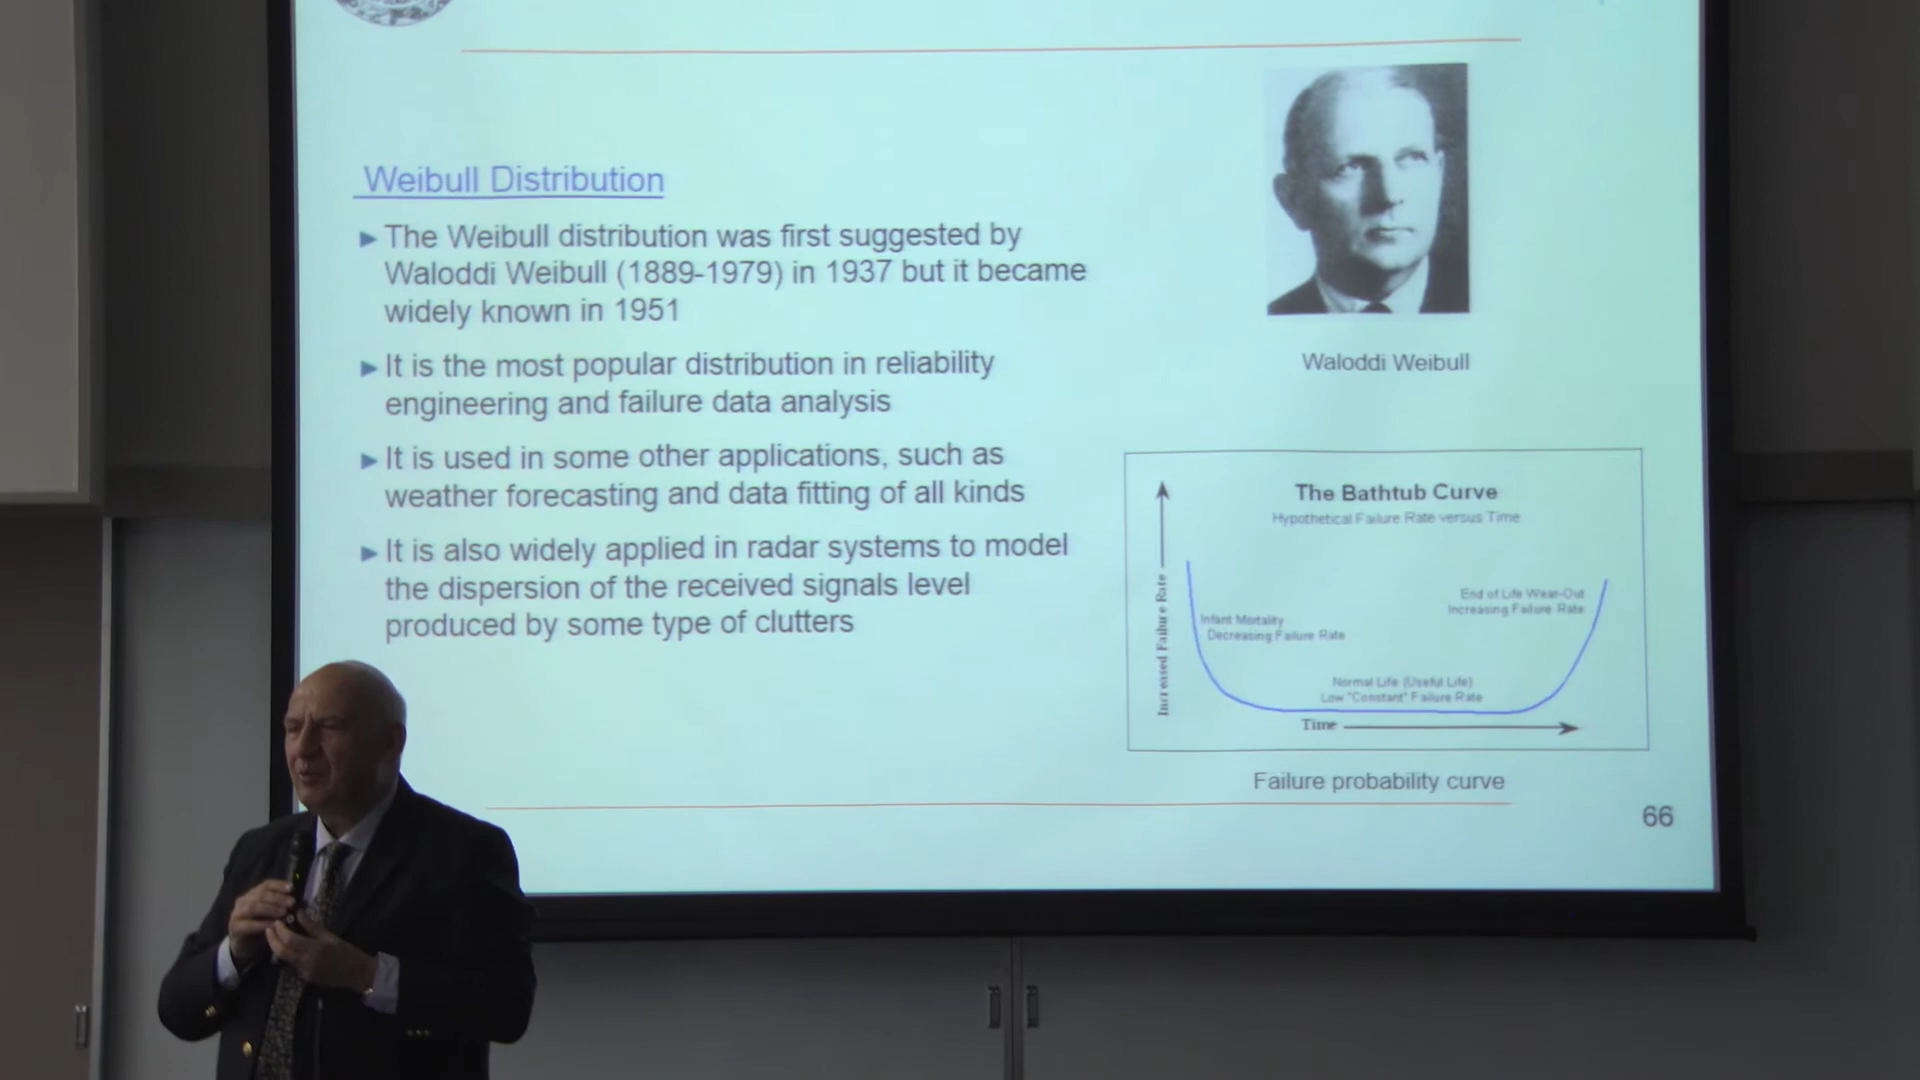 Weibull Distribution
The Weibull distribution was first suggested by
Waloddi Weibull (1889-1979) in 1937 but it became
widely known in 1951
It is the most popular distribution in reliability
engineering and failure data analysis
It is used in some other applications, such as
weather forecasting and data fitting of all kinds
It is also widely applied in radar systems to model
the dispersion of the received signals level
produced by some type of clutters
Waloddi Weibull
The Bathtub Curve
Hypothetical Failure Rate versus Time
Increased Failure Rate
Infant Mortality
Decreasing Failure Rate
End of Life Wear-Out
Increasing Failure Rate
Normal Life (Useful Life)
Low "Constant" Failure Rate
Time
Failure probability curve
66